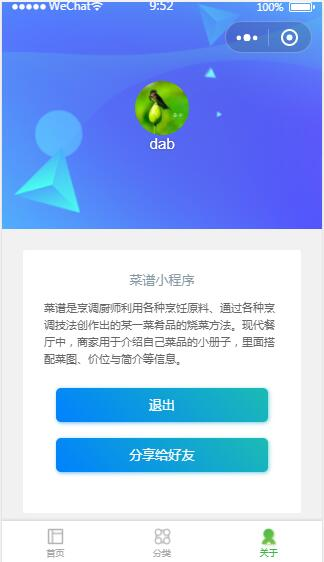 WeChat
9:52
100%
dab
菜谱小程序
菜谱是烹调厨师利用各种烹饪原料、通过各种烹
调技法创作出的某一菜肴品的烧菜方法。现代餐
厅中，商家用于介绍自己菜品的小册子，里面搭
配菜图、价位与简介等信息。
退出
分享给好友
首页
分类
关于